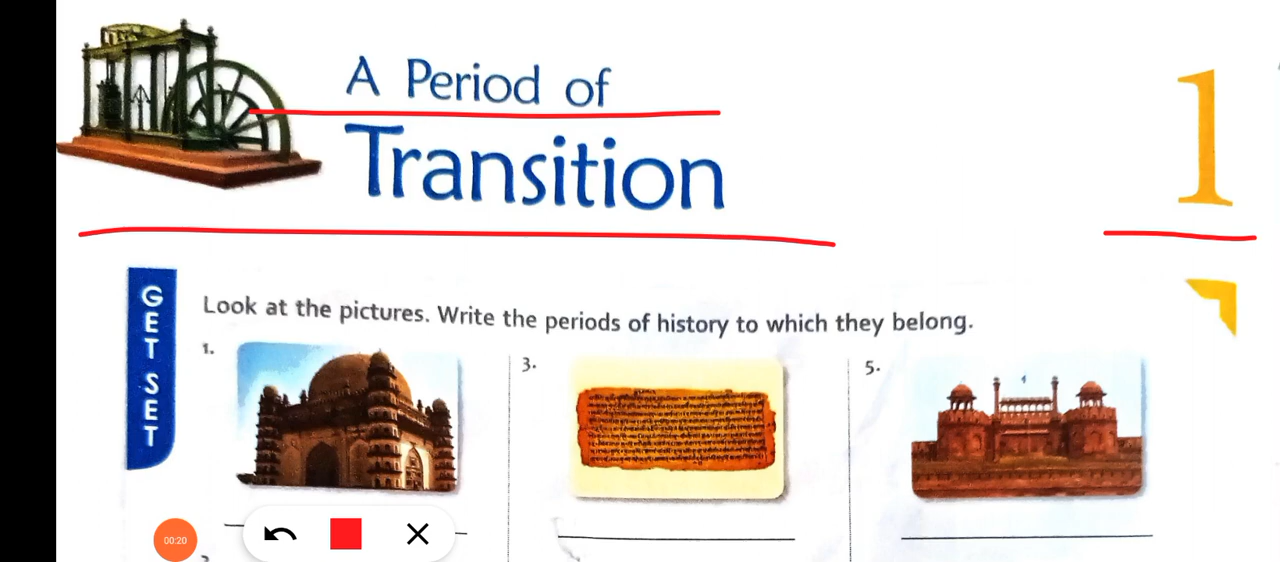 A Period of
Transition
1
GET SET
Look at the pictures. Write the periods of history to which they belong.
1.
3.
5.
00:20